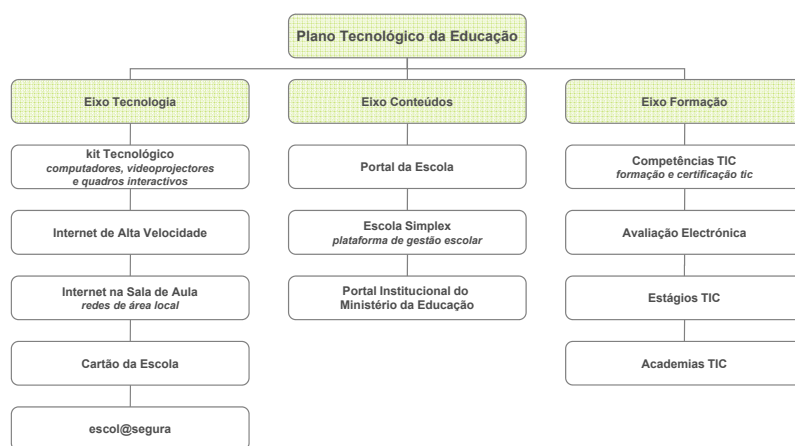 Plano Tecnológico da Educação
Eixo Tecnologia
kit Tecnológico
computadores, vídeoprojectores
e quadros interactivos
Internet de Alta Velocidade
Internet na Sala de Aula
redes de área local
Cartão da Escola
escol@segura
Eixo Conteúdos
Portal da Escola
Escola Simplex
plataforma de gestão escolar
Portal Institucional do
Ministério da Educação
Eixo Formação
Competências TIC
formação e certificação tic
Avaliação Electrónica
Estágios TIC
Academias TIC